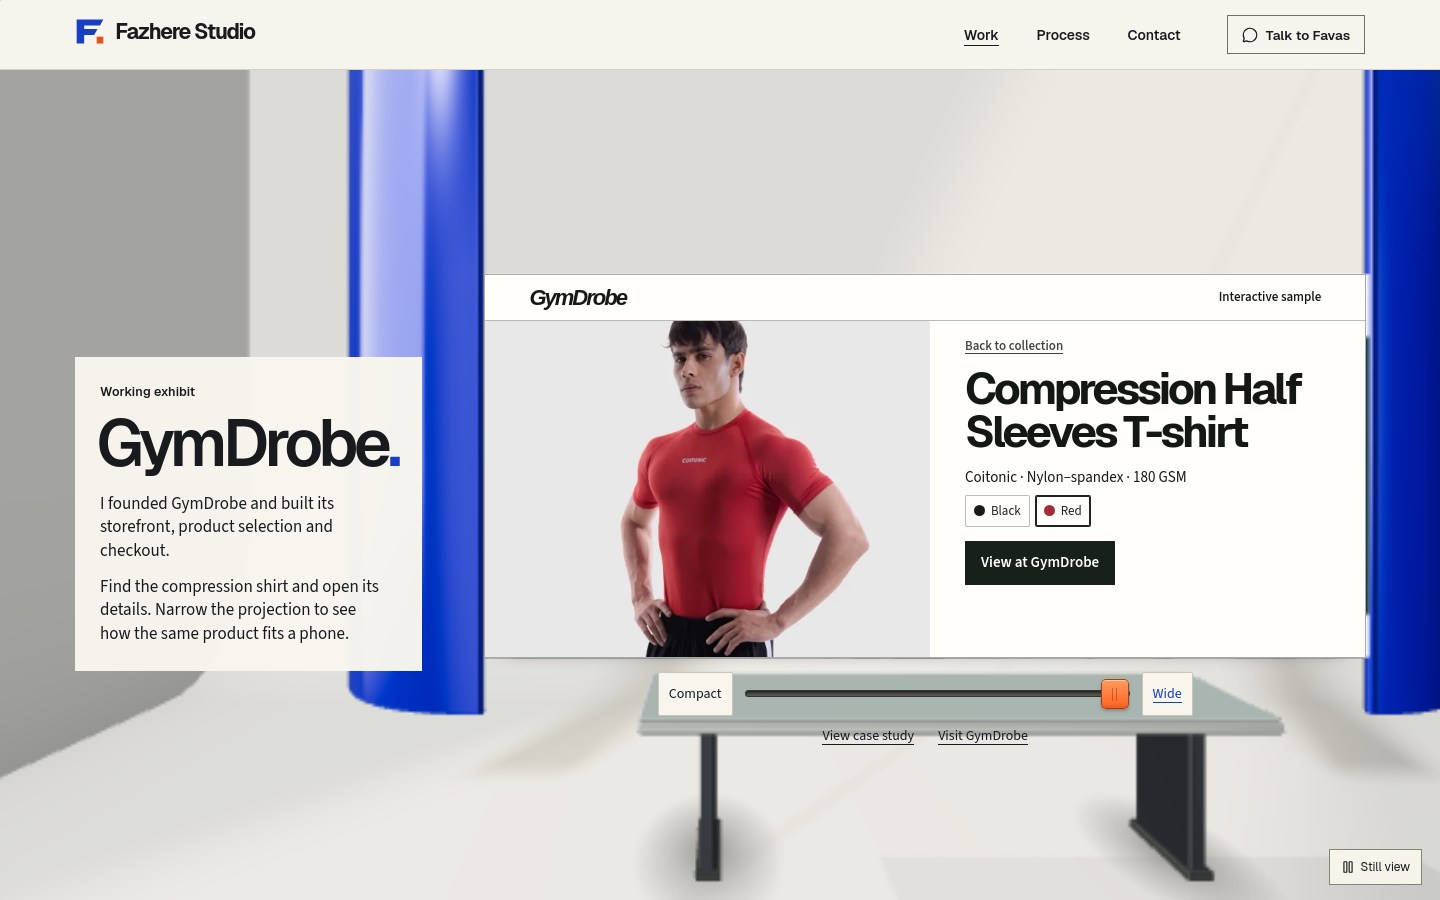 Fazhere Studio
Work
Process
Contact
Talk to Favas
Working exhibit
GymDrobe.
I founded GymDrobe and built its
storefront, product selection and
checkout.
Find the compression shirt and open its
details. Narrow the projection to see
how the same product fits a phone.
GymDrobe
Interactive sample
Back to collection
Compression Half
Sleeves T-shirt
Coitonic · Nylon–spandex · 180 GSM
Black
Red
View at GymDrobe
Compact
Wide
View case study
Visit GymDrobe
Still view